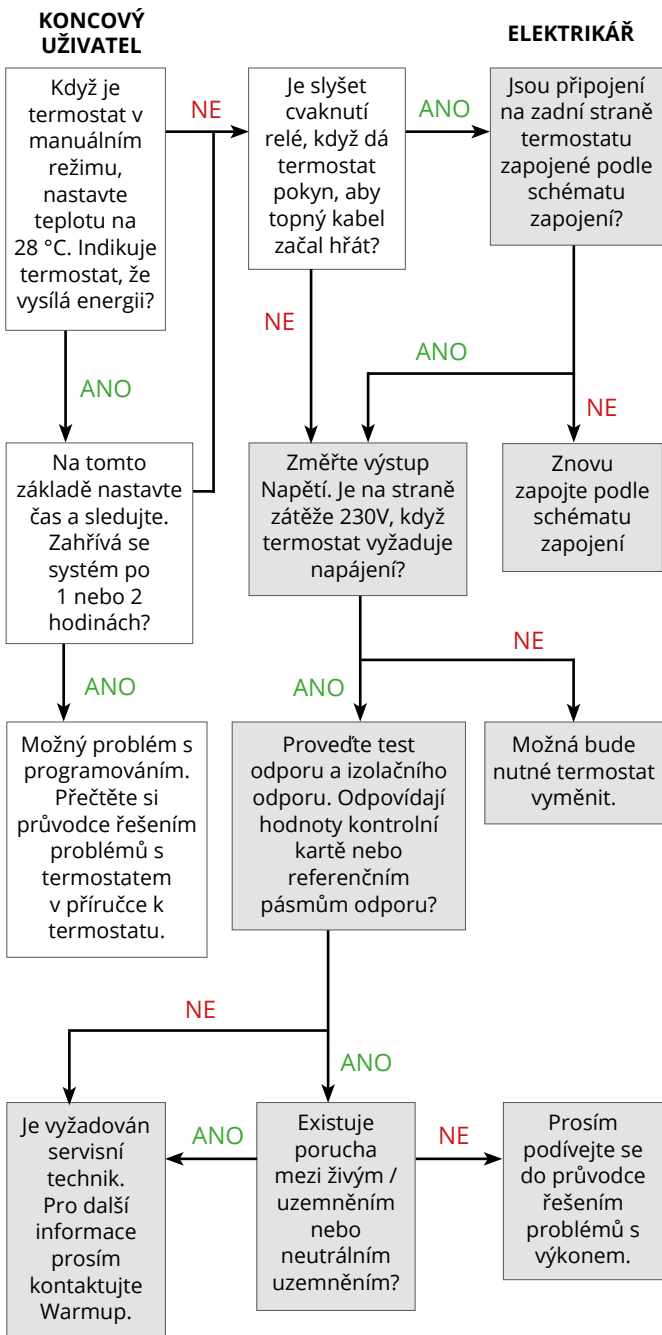 KONCOVÝ
UŽIVATEL
ELEKTRIKÁŘ
Když je
termostat v
manuálním
režimu,
nastavte
teplotu na
28 °C. Indikuje
termostat, že
vysílá energii?
NE
Je slyšet
cvaknutí
relé, když dá
termostat
pokyn, aby
topný kabel
začal hřát?
ANO
Jsou připojení
na zadní straně
termostatu
zapojené podle
schématu
zapojení?
ANO
NE
ANO
NE
Na tomto
základě nastavte
čas a sledujte.
Zahřívá se
systém po
1 nebo 2
hodinách?
Změřte výstup
Napětí. Je na straně
zátěže 230V, když
termostat vyžaduje
napájení?
Znovu
zapojte podle
schématu
zapojení
ANO
ANO
NE
Možný problém s
programováním.
Přečtěte si
průvodce řešením
problémů s
termostatem
v příručce k
termostatu.
Proveďte test
odporu a izolačního
odporu. Odpovídají
hodnoty kontrolní
kartě nebo
referenčním
pásmům odporu?
Možná bude
nutné termostat
vyměnit.
NE
ANO
Je vyžadován
servisní
technik.
Pro další
informace
prosím
kontaktujte
Warmup.
ANO
Existuje
porucha
mezi živým /
uzemněním
nebo
neutrálním
uzemněním?
NE
Prosím
podívejte se
do průvodce
řešením
problémů s
výkonem.